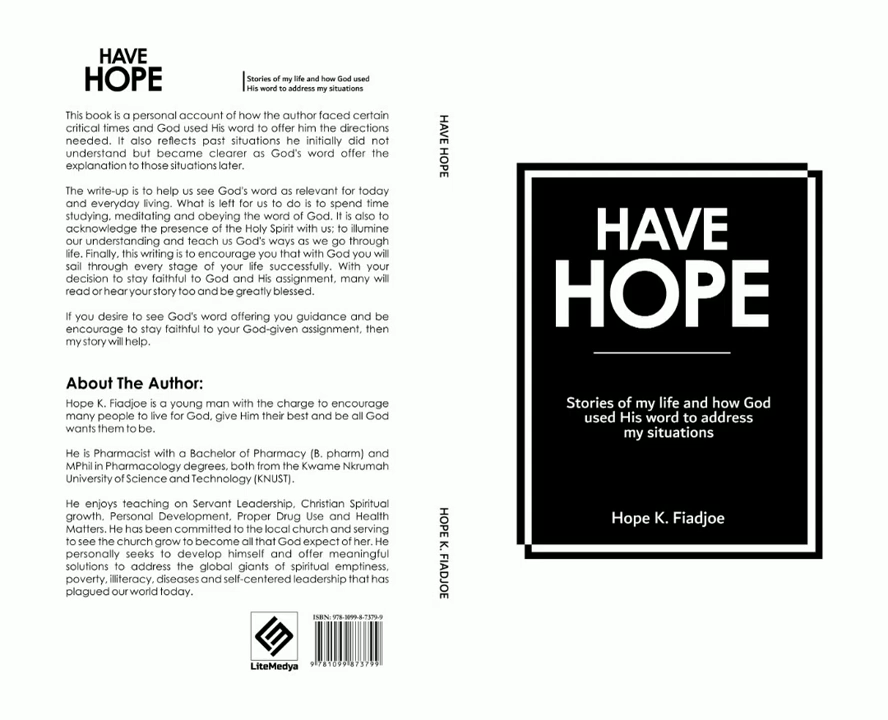 HAVE
HOPE
Stories of my life and how God used
His word to address my situations
This book is a personal account of how the author faced certain
critical times and God used His word to offer him the directions
needed. It also reflects past situations he initially did not
understand but became clearer as God's word offer the
explanation to those situations later.
The write-up is to help us see God's word as relevant for today
and everyday living. What is left for us to do is to spend time
studying, meditating and obeying the word of God. It is also to
acknowledge the presence of the Holy Spirit with us; to illumine
our understanding and teach us God's ways as we go through
life. Finally, this writing is to encourage you that with God you will
sail through every stage of your life successfully. With your
decision to stay faithful to God and His assignment, many will
read or hear your story too and be greatly blessed.
If you desire to see God's word offering you guidance and be
encourage to stay faithful to your God-given assignment, then
my story will help.
About The Author:
Hope K. Fiadjoe is a young man with the charge to encourage
many people to live for God, give Him their best and be all God
wants them to be.
He is Pharmacist with a Bachelor of Pharmacy (B. pharm) and
MPhil in Pharmacology degrees, both from the Kwame Nkrumah
University of Science and Technology (KNUST).
He enjoys teaching on Servant Leadership, Christian Spiritual
growth, Personal Development, Proper Drug Use and Health
Matters. He has been committed to the local church and serving
to see the church grow to become all that God expect of her. He
personally seeks to develop himself and offer meaningful
solutions to address the global giants of spiritual emptiness,
poverty, illiteracy, diseases and self-centered leadership that has
plagued our world today.
LiteMedya
ISBN: 978-1099-8-7379-9
9 781099 873799
HAVE HOPE
HOPE K. FIADJOE
HAVE
HOPE
Stories of my life and how God
used His word to address
my situations
Hope K. Fiadjoe